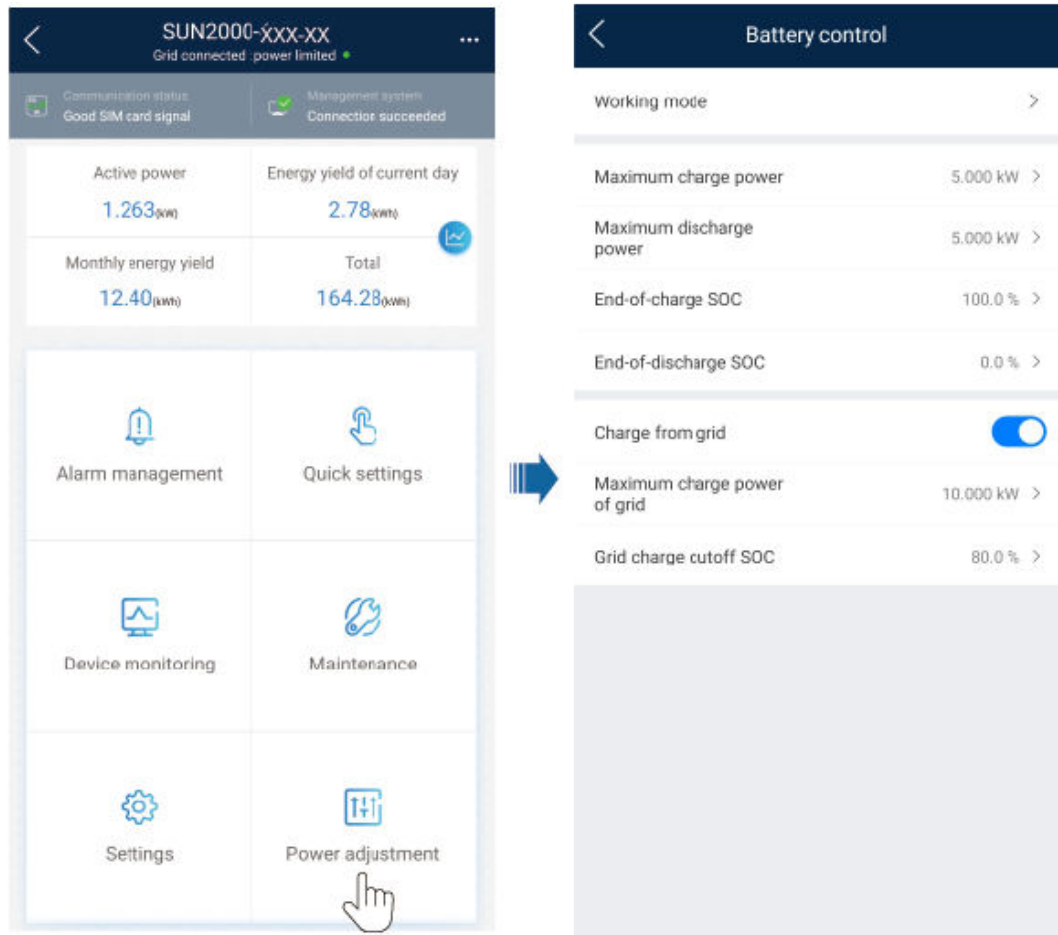 SUN2000-XXX-XX
Grid connected :power limited
Communication status
Good SIM card signal
Management system
Connection succeeded
Active power
1.263(kW)
Energy yield of current day
2.78(kWh)
Monthly energy yield
12.40(kWh)
Total
164.28(kWh)
Alarm management
Quick settings
Device monitoring
Maintenance
Settings
Power adjustment
Battery control
Working mode
Maximum charge power
5.000 kW
Maximum discharge
power
5.000 kW
End-of-charge SOC
100.0 %
End-of-discharge SOC
0.0 %
Charge from grid
Maximum charge power
of grid
10.000 kW
Grid charge cutoff SOC
80.0 %